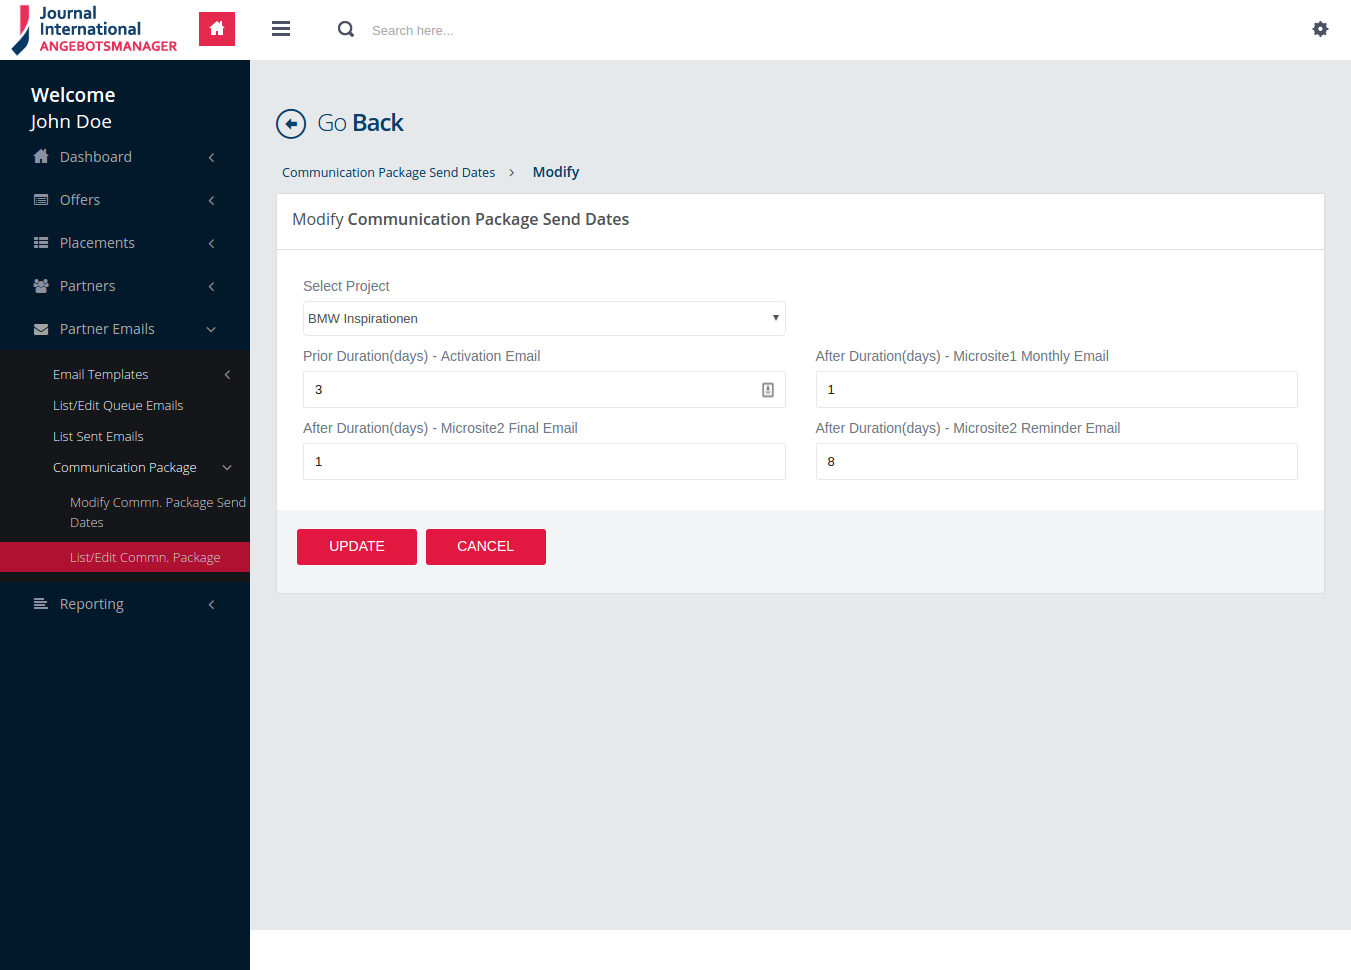 Journal
International
ANGEBOTSMANAGER
Search here...
Welcome
John Doe
Dashboard
Offers
Placements
Partners
Partner Emails
Email Templates
List/Edit Queue Emails
List Sent Emails
Communication Package
Modify Commn. Package Send
Dates
List/Edit Commn. Package
Reporting
Go Back
Communication Package Send Dates > Modify
Modify Communication Package Send Dates
Select Project
BMW Inspirationen
Prior Duration(days) - Activation Email
3
After Duration(days) - Microsite1 Monthly Email
1
After Duration(days) - Microsite2 Final Email
1
After Duration(days) - Microsite2 Reminder Email
8
UPDATE
CANCEL